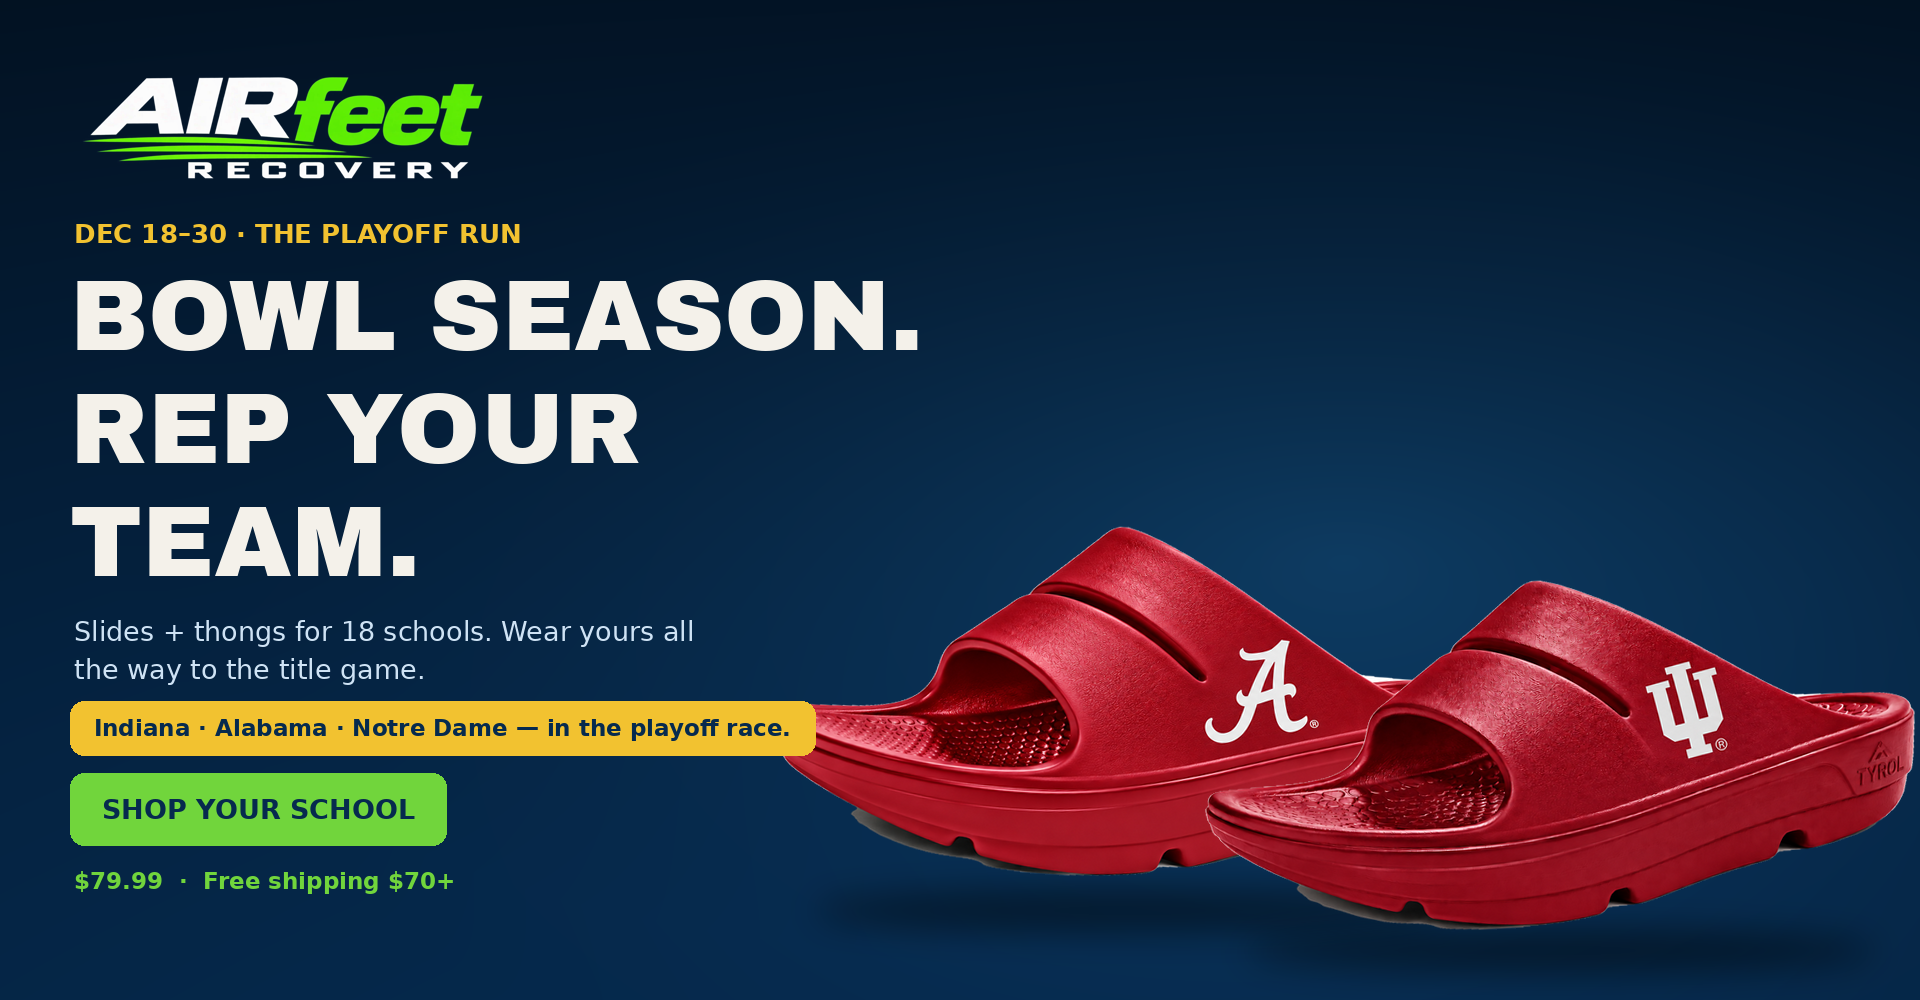 AIRfeet
RECOVERY
DEC 18–30 · THE PLAYOFF RUN
BOWL SEASON.
REP YOUR
TEAM.
Slides + thongs for 18 schools. Wear yours all
the way to the title game.
Indiana · Alabama · Notre Dame — in the playoff race.
SHOP YOUR SCHOOL
$79.99 · Free shipping $70+
A®
IU®
TYROL